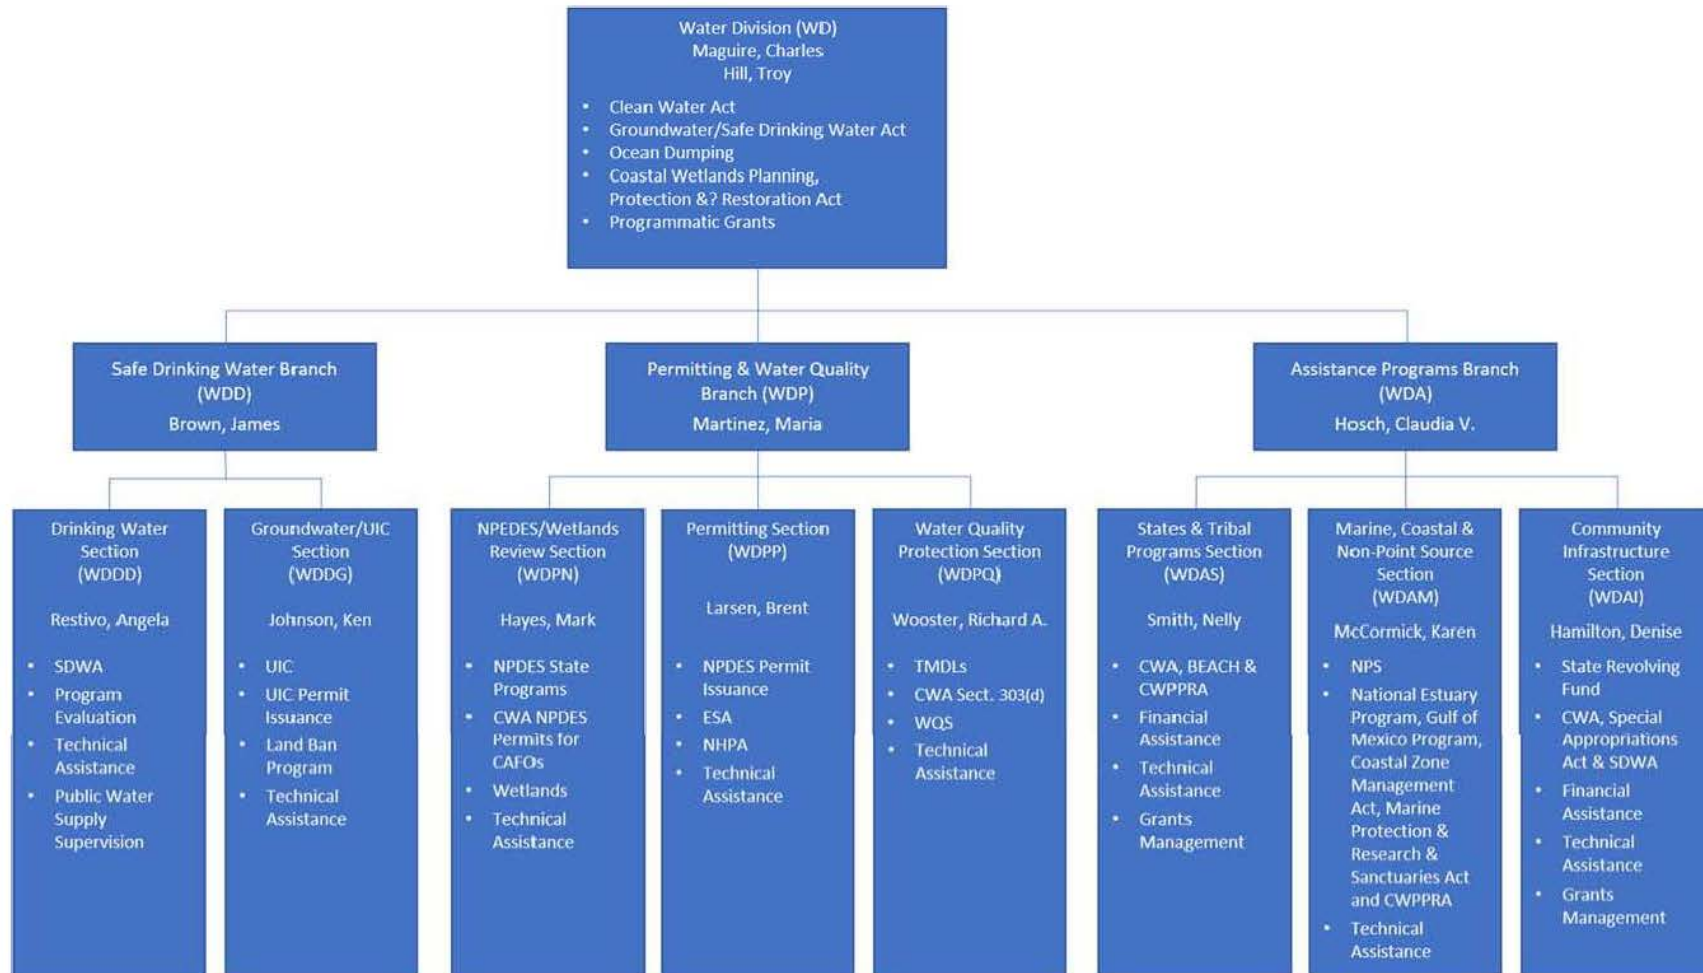 Water Division (WD)
Maguire, Charles
Hill, Troy
• Clean Water Act
• Groundwater/Safe Drinking Water Act
• Ocean Dumping
• Coastal Wetlands Planning,
Protection &? Restoration Act
• Programmatic Grants
Safe Drinking Water Branch
(WDD)
Brown, James
Permitting & Water Quality
Branch (WDP)
Martinez, Maria
Assistance Programs Branch
(WDA)
Hosch, Claudia V.
Drinking Water
Section
(WDDD)
Restivo, Angela
• SDWA
• Program
Evaluation
• Technical
Assistance
• Public Water
Supply
Supervision
Groundwater/UIC
Section
(WDDG)
Johnson, Ken
• UIC
• UIC Permit
Issuance
• Land Ban
Program
• Technical
Assistance
NPEDES/Wetlands
Review Section
(WDPN)
Hayes, Mark
• NPDES State
Programs
• CWA NPDES
Permits for
CAFOs
• Wetlands
• Technical
Assistance
Permitting Section
(WDPP)
Larsen, Brent
• NPDES Permit
Issuance
• ESA
• NHPA
• Technical
Assistance
Water Quality
Protection Section
(WDPQ)
Wooster, Richard A.
• TMDLs
• CWA Sect. 303(d)
• WQS
• Technical
Assistance
States & Tribal
Programs Section
(WDAS)
Smith, Nelly
• CWA, BEACH &
CWPPRA
• Financial
Assistance
• Technical
Assistance
• Grants
Management
Marine, Coastal &
Non-Point Source
Section
(WDAM)
McCormick, Karen
• NPS
• National Estuary
Program, Gulf of
Mexico Program,
Coastal Zone
Management
Act, Marine
Protection &
Research &
Sanctuaries Act
and CWPPRA
• Technical
Assistance
Community
Infrastructure
Section
(WDAI)
Hamilton, Denise
• State Revolving
Fund
• CWA, Special
Appropriations
Act & SDWA
• Financial
Assistance
• Technical
Assistance
• Grants
Management